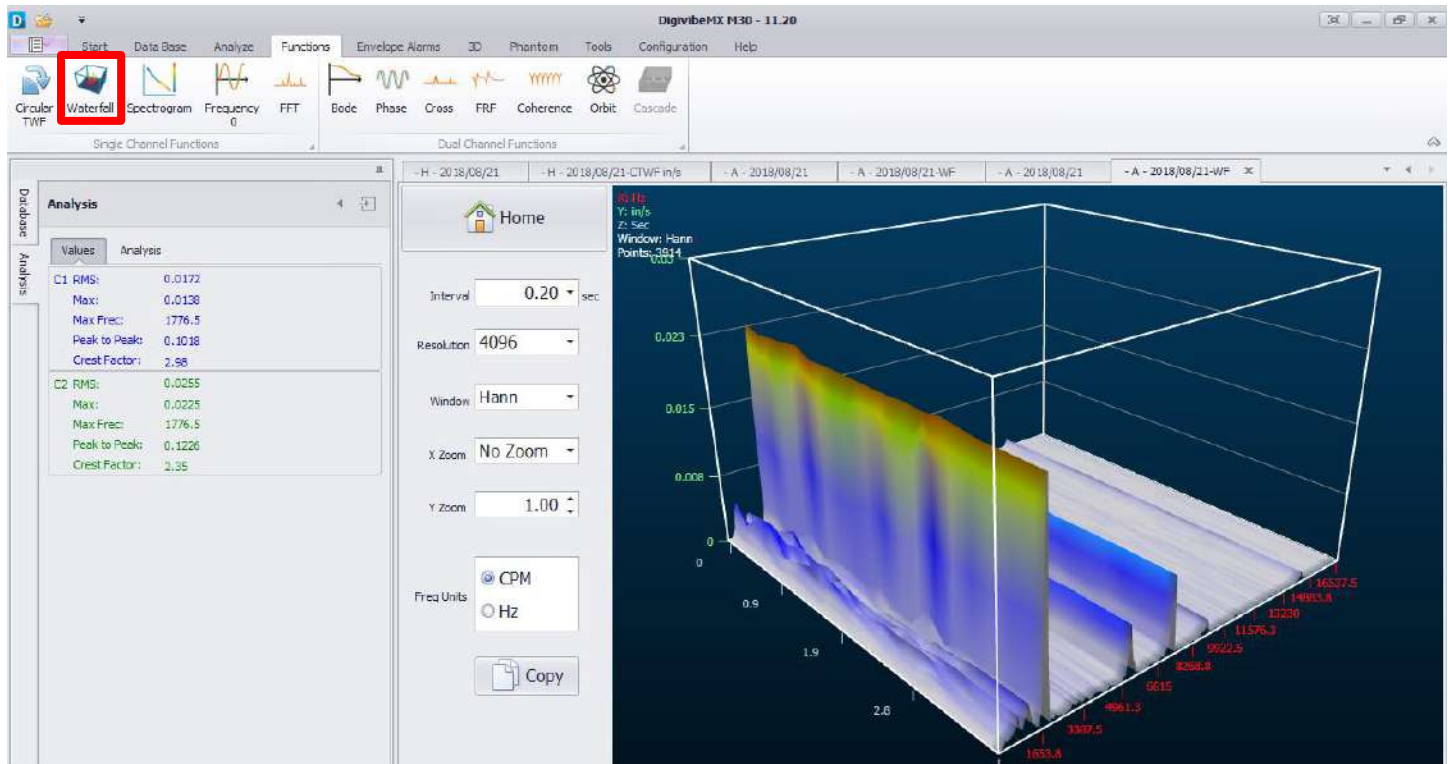 DigivibeMX M30 - 11.20
Start Data Base Analyze Functions Envelope Alarms 3D Phantom Tools Configuration Help
Circular TWF
Waterfall
Spectrogram
Frequency 0
FFT
Bode
Phase
Cross
FRF
Coherence
Orbit
Cascade
Single Channel Functions
Dual Channel Functions
- H - 2018/08/21
- H - 2018/08/21-CTWF in/s
- A - 2018/08/21
- A - 2018/08/21-WF
- A - 2018/08/21
- A - 2018/08/21-WF
Database
Analysis
Analysis
Values Analysis
C1 RMS: 0.0172
Max: 0.0138
Max Frec: 1776.5
Peak to Peak: 0.1018
Crest Factor: 2.98
C2 RMS: 0.0255
Max: 0.0225
Max Frec: 1776.5
Peak to Peak: 0.1226
Crest Factor: 2.35
Home
Interval 0.20 sec
Resolution 4096
Window Hann
X Zoom No Zoom
Y Zoom 1.00
Freq Units
CPM
Hz
Copy
X: Hz
Y: in/s
Z: Sec
Window: Hann
Points: 3914
0.03
0.023
0.015
0.008
0
0
0.9
1.9
2.8
1653.8
3307.5
4961.3
6615
8268.8
9922.5
11576.3
13230
14883.8
16537.5